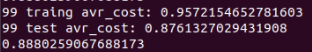 99 traing avr_cost: 0.9572154652781603
99 test avr_cost: 0.8761327029431908
0.8880259067688173